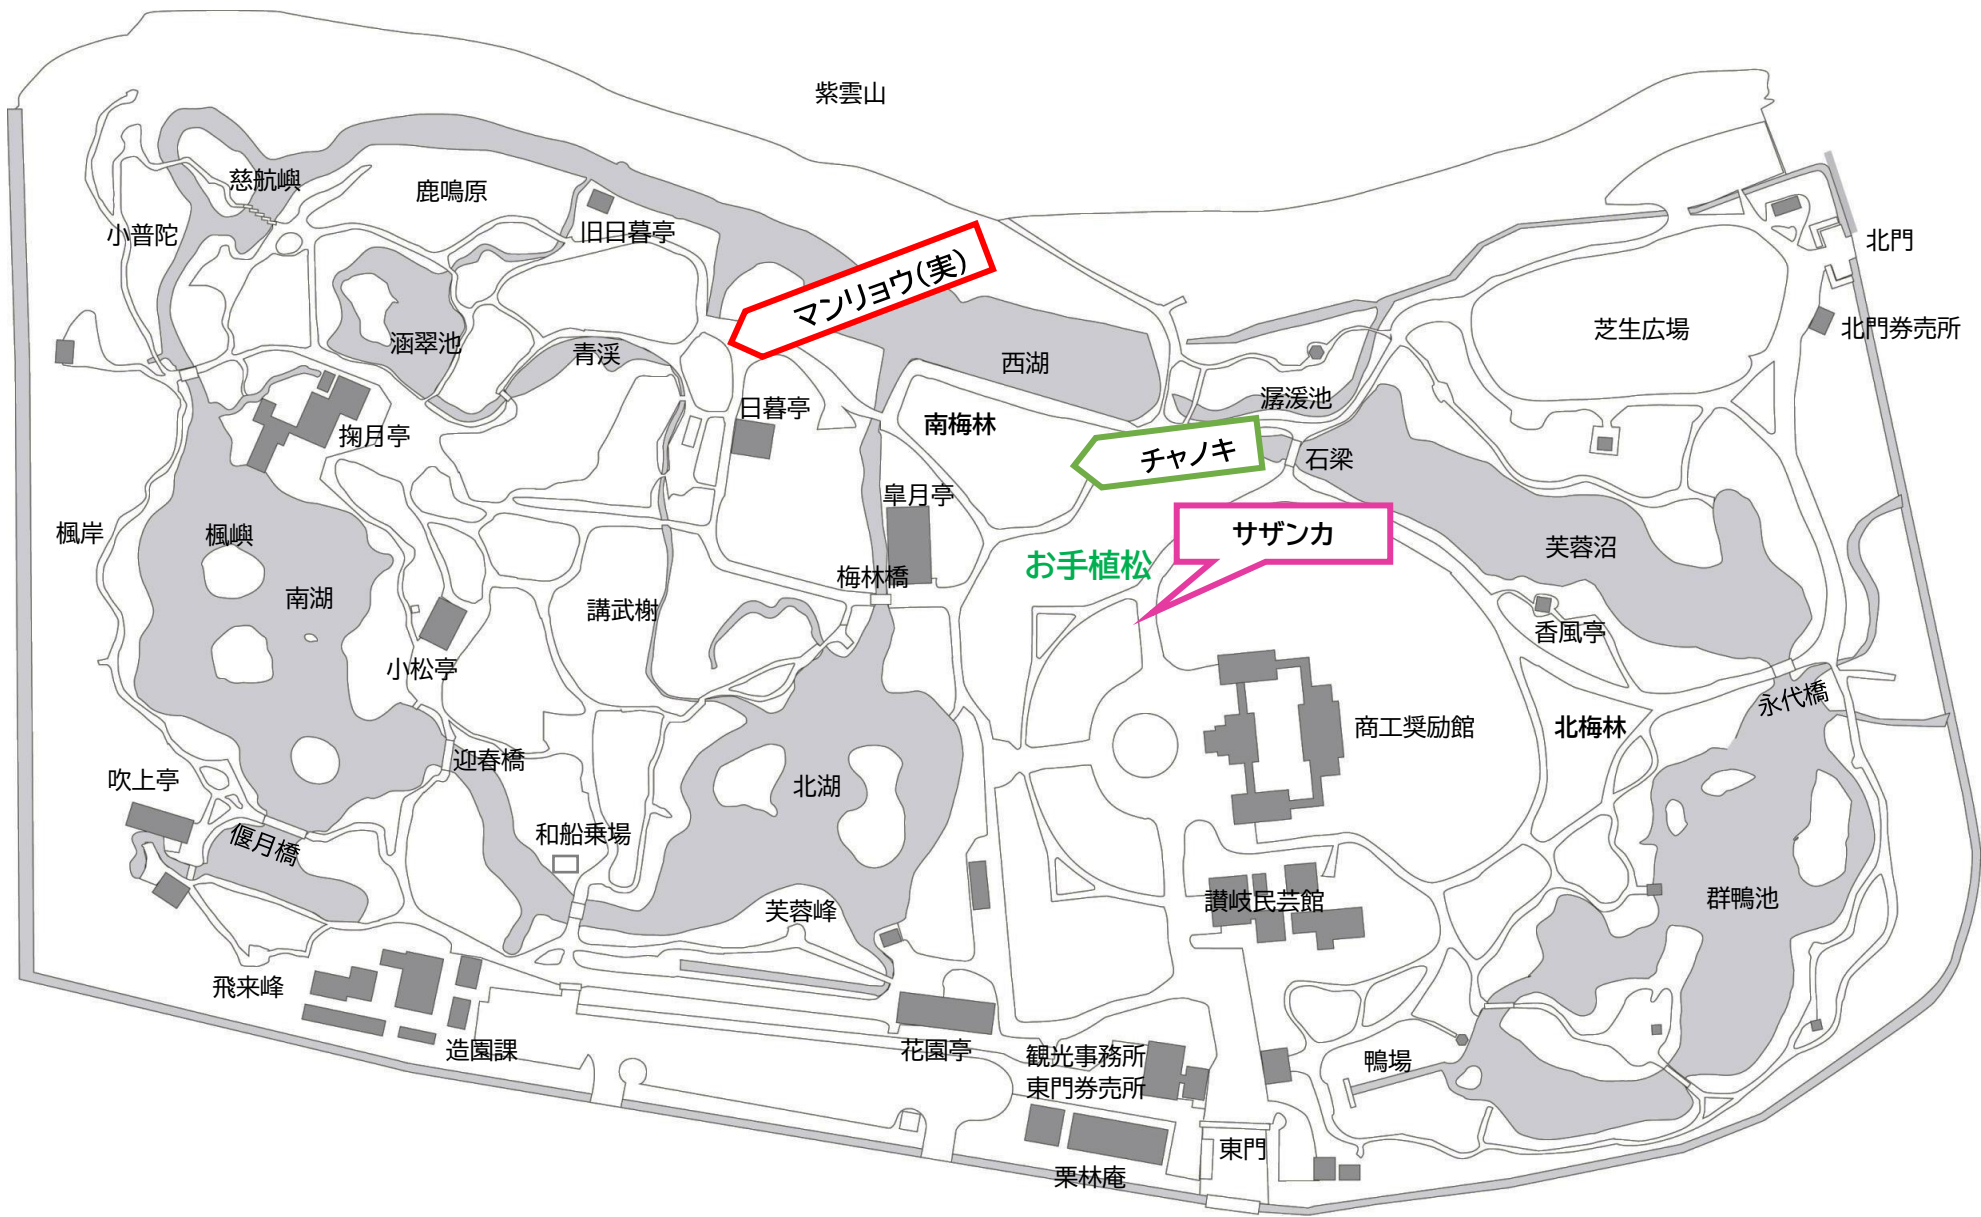 紫雲山
慈航嶼
鹿鳴原
小普陀
旧日暮亭
北門
マンリョウ(実)
北門券売所
芝生広場
涵翠池
青渓
西湖
潺湲池
日暮亭
南梅林
掬月亭
チャノキ
石梁
皐月亭
楓岸
楓嶼
サザンカ
芙蓉沼
お手植松
梅林橋
南湖
講武榭
香風亭
小松亭
永代橋
商工奨励館
北梅林
迎春橋
吹上亭
北湖
偃月橋
和船乗場
讃岐民芸館
群鴨池
芙蓉峰
飛来峰
造園課
花園亭
観光事務所
東門券売所
鴨場
東門
栗林庵